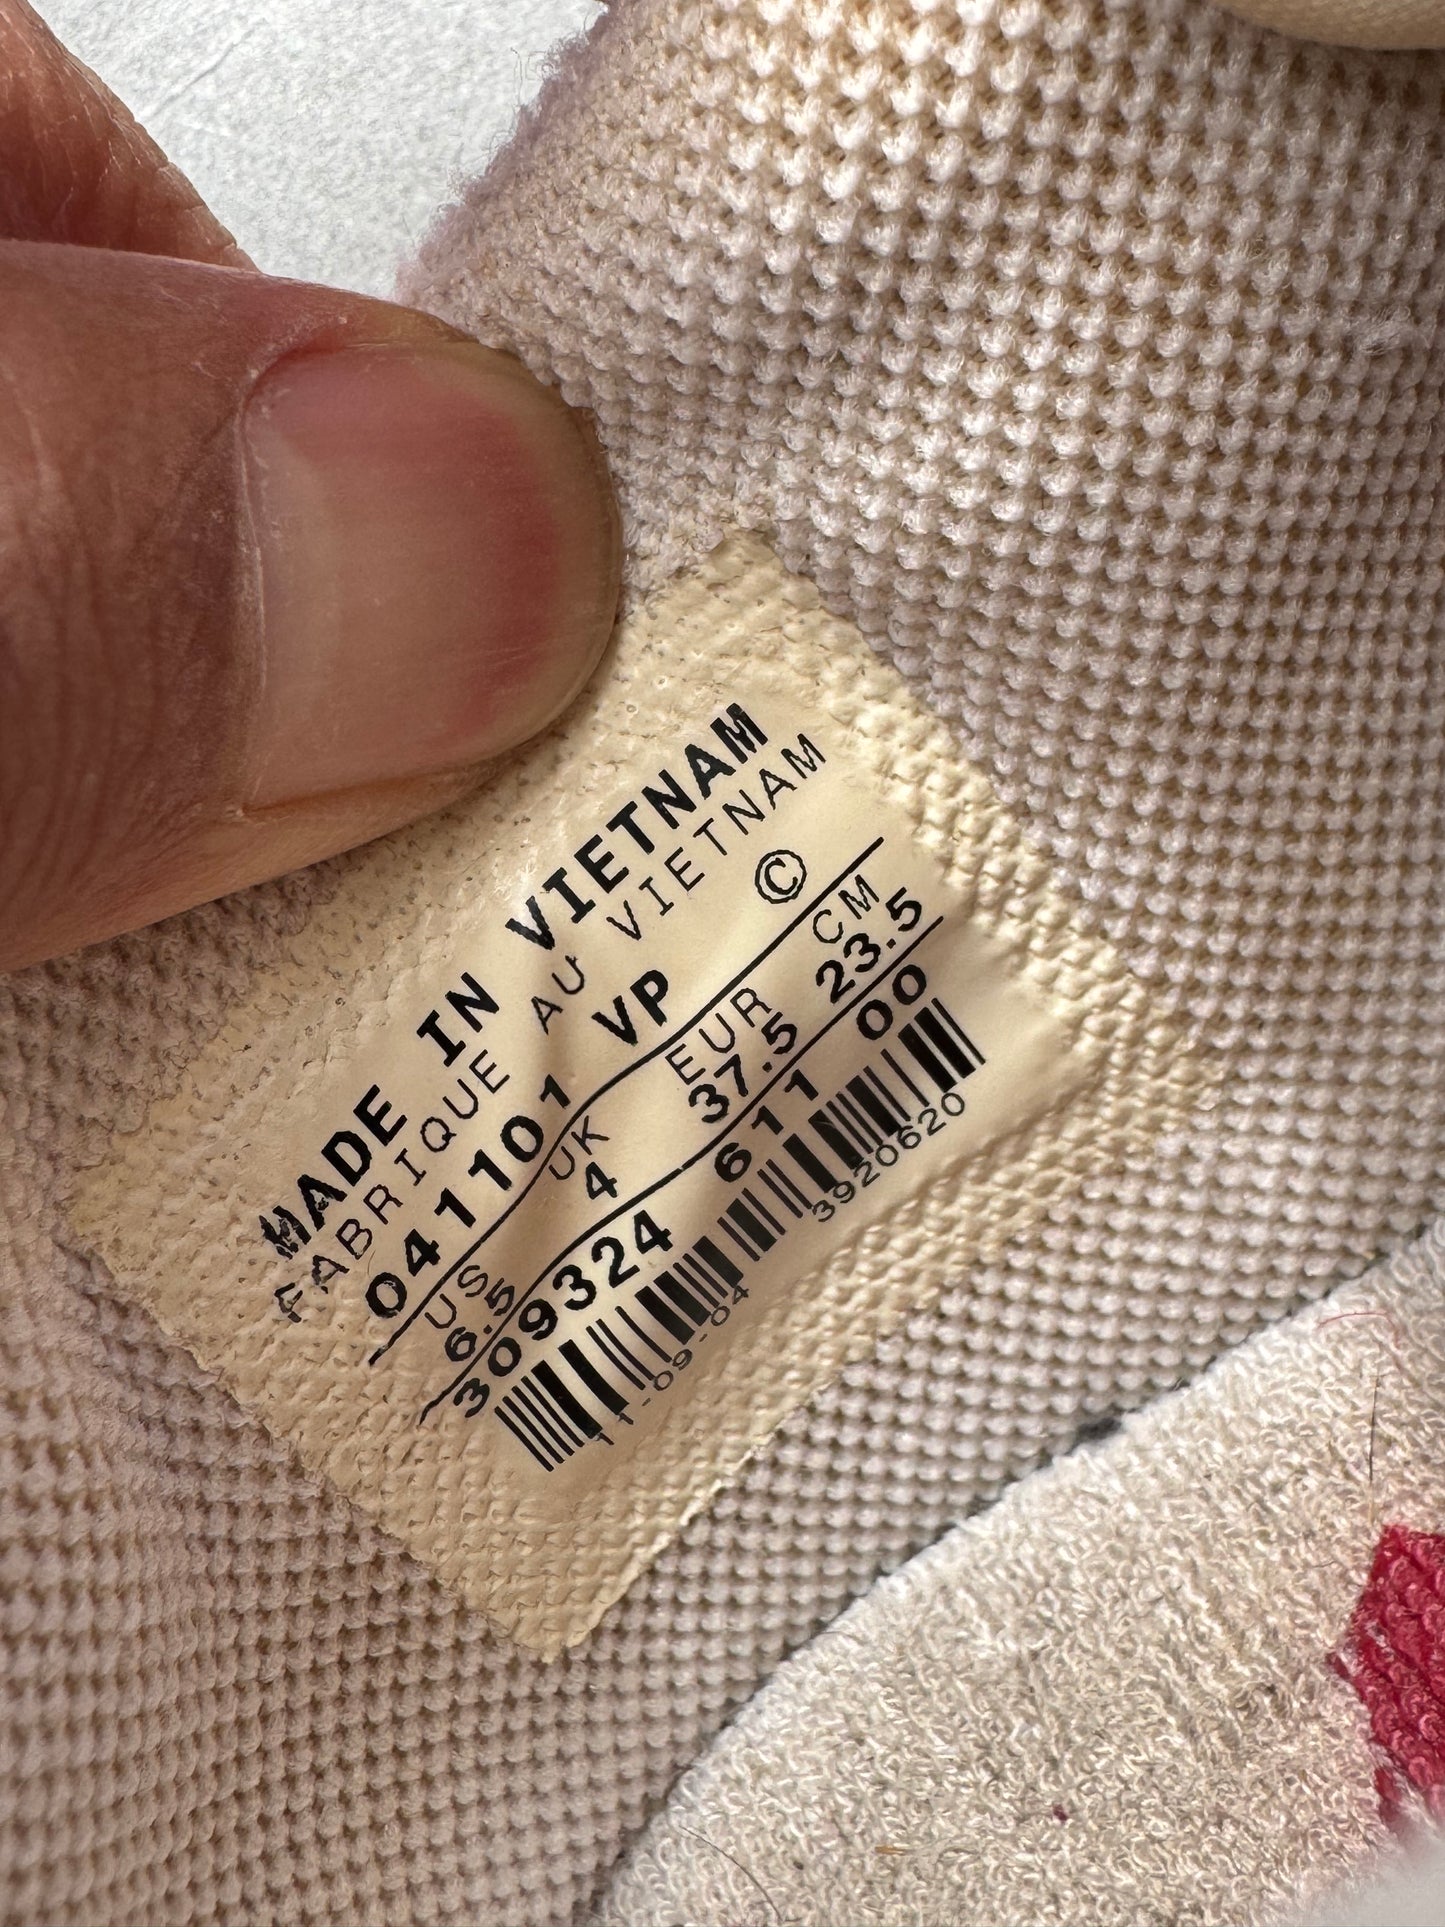 MADE IN VIETNAM
FABRIQUE AU VIETNAM
041101 VP ©
US UK EUR CM
6.5 4 37.5 23.5
309324 611 00
11-09-04 3920620